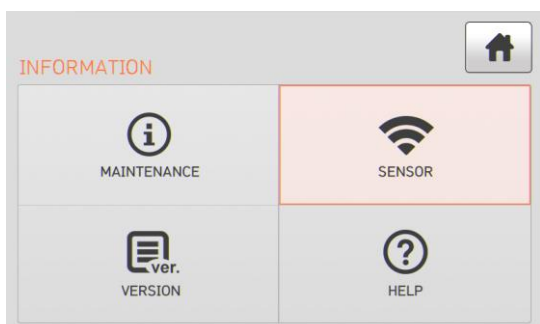 INFORMATION
MAINTENANCE
SENSOR
ver.
VERSION
HELP